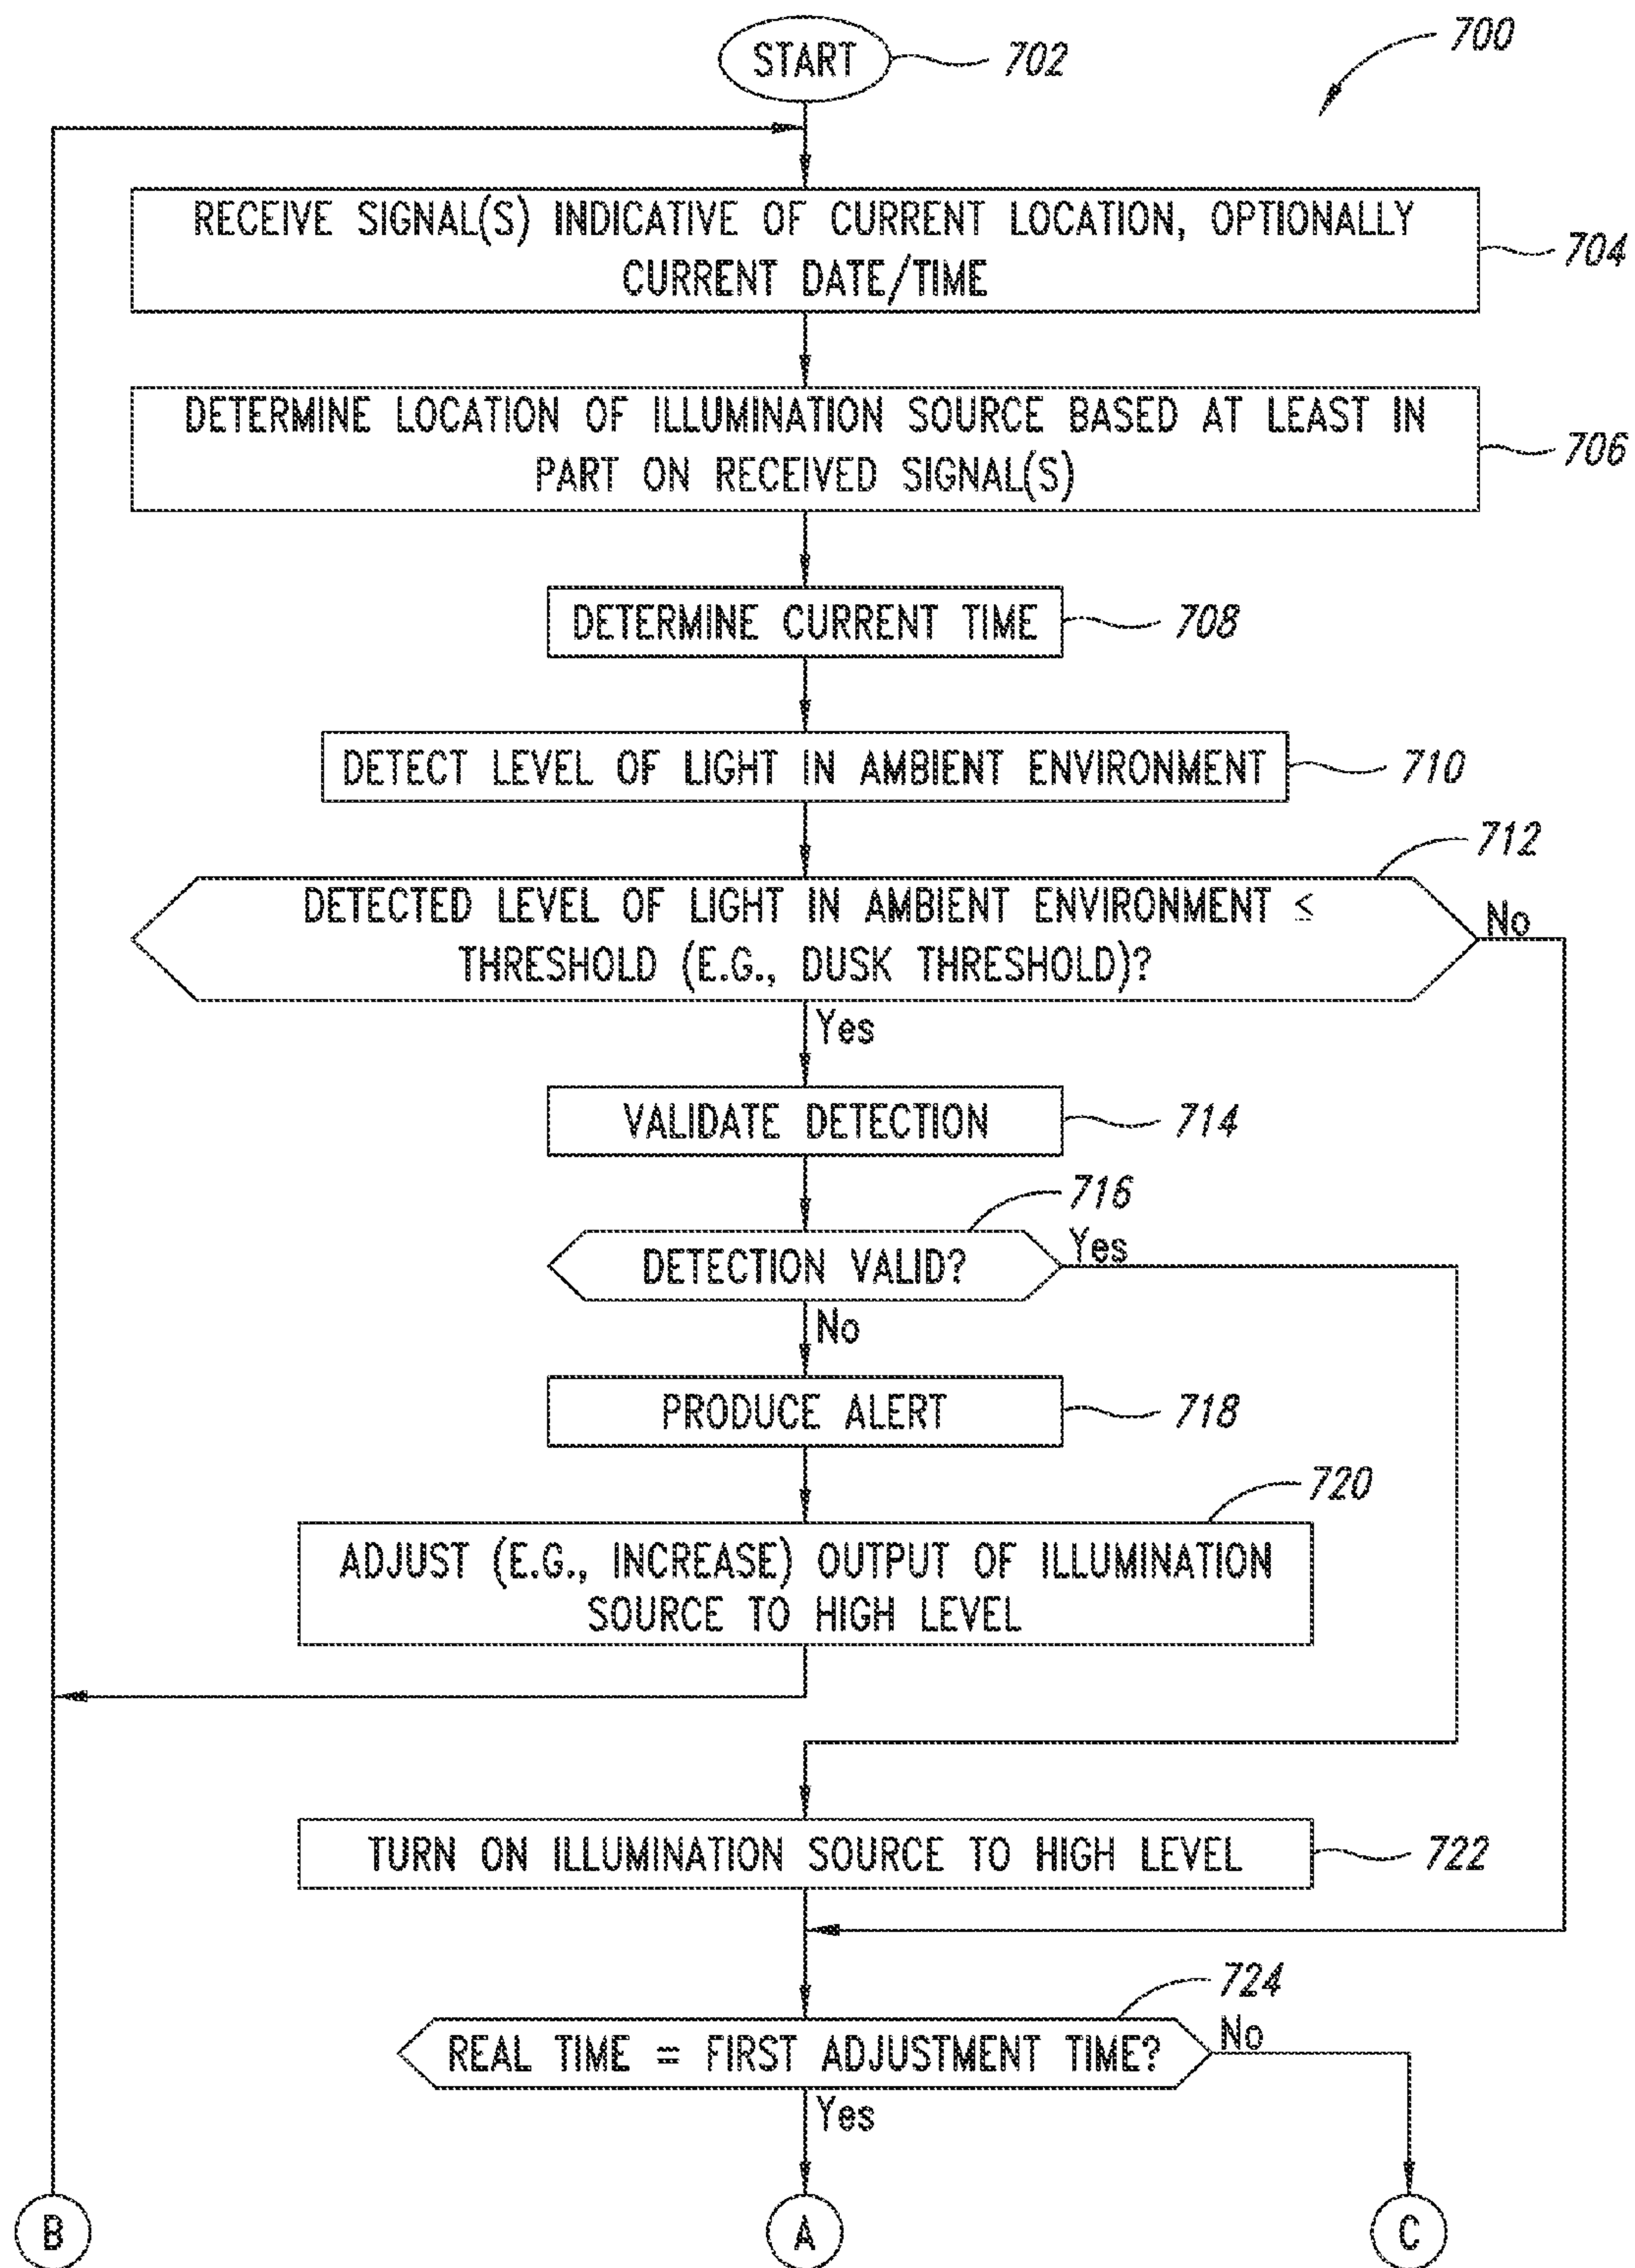 700
START
702
RECEIVE SIGNAL(S) INDICATIVE OF CURRENT LOCATION, OPTIONALLY
CURRENT DATE/TIME
704
DETERMINE LOCATION OF ILLUMINATION SOURCE BASED AT LEAST IN
PART ON RECEIVED SIGNAL(S)
706
DETERMINE CURRENT TIME
708
DETECT LEVEL OF LIGHT IN AMBIENT ENVIRONMENT
710
712
DETECTED LEVEL OF LIGHT IN AMBIENT ENVIRONMENT ≤
THRESHOLD (E.G., DUSK THRESHOLD)?
No
Yes
VALIDATE DETECTION
714
716
DETECTION VALID?
Yes
No
PRODUCE ALERT
718
720
ADJUST (E.G., INCREASE) OUTPUT OF ILLUMINATION
SOURCE TO HIGH LEVEL
TURN ON ILLUMINATION SOURCE TO HIGH LEVEL
722
724
REAL TIME = FIRST ADJUSTMENT TIME?
No
Yes
B
A
C